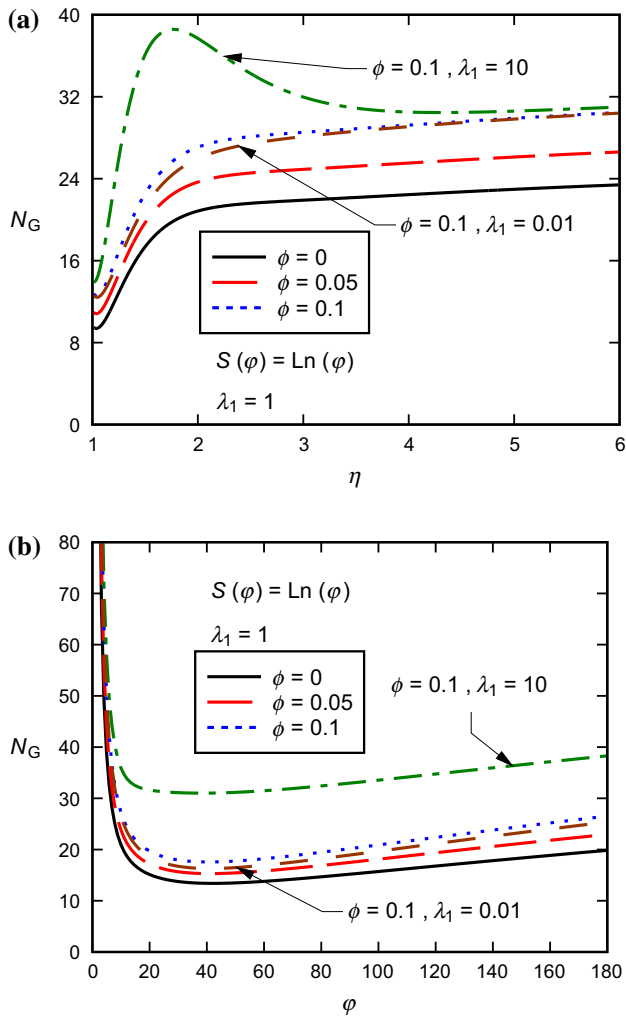 (a)
40
32
24
16
8
0
N_G
ϕ = 0.1 , λ₁ = 10
ϕ = 0.1 , λ₁ = 0.01
ϕ = 0
ϕ = 0.05
ϕ = 0.1
S (φ) = Ln (φ)
λ₁ = 1
1 2 3 4 5 6
η
(b)
80
70
60
50
40
30
20
10
0
N_G
S (φ) = Ln (φ)
λ₁ = 1
ϕ = 0
ϕ = 0.05
ϕ = 0.1
ϕ = 0.1 , λ₁ = 10
ϕ = 0.1 , λ₁ = 0.01
0 20 40 60 80 100 120 140 160 180
φ